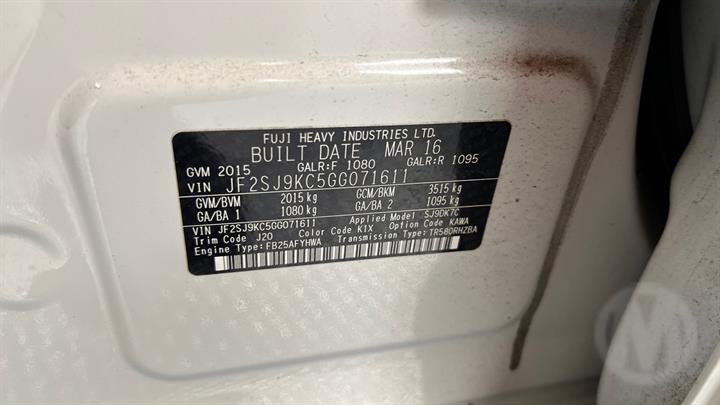 FUJI HEAVY INDUSTRIES LTD.
BUILT DATE MAR 16
GVM 2015 GALR:F 1080 GALR:R 1095
VIN JF2SJ9KC5GG071611
GVM/BVM 2015 kg GCM/BKM 3515 kg
GA/BA 1 1080 kg GA/BA 2 1095 kg
VIN JF2SJ9KC5GG071611 Applied Model SJ9DK7C
Trim Code J20 Color Code K1X Option Code KAWA
Engine Type:FB25AFYHWA Transmission Type:TR580RHZBA
M